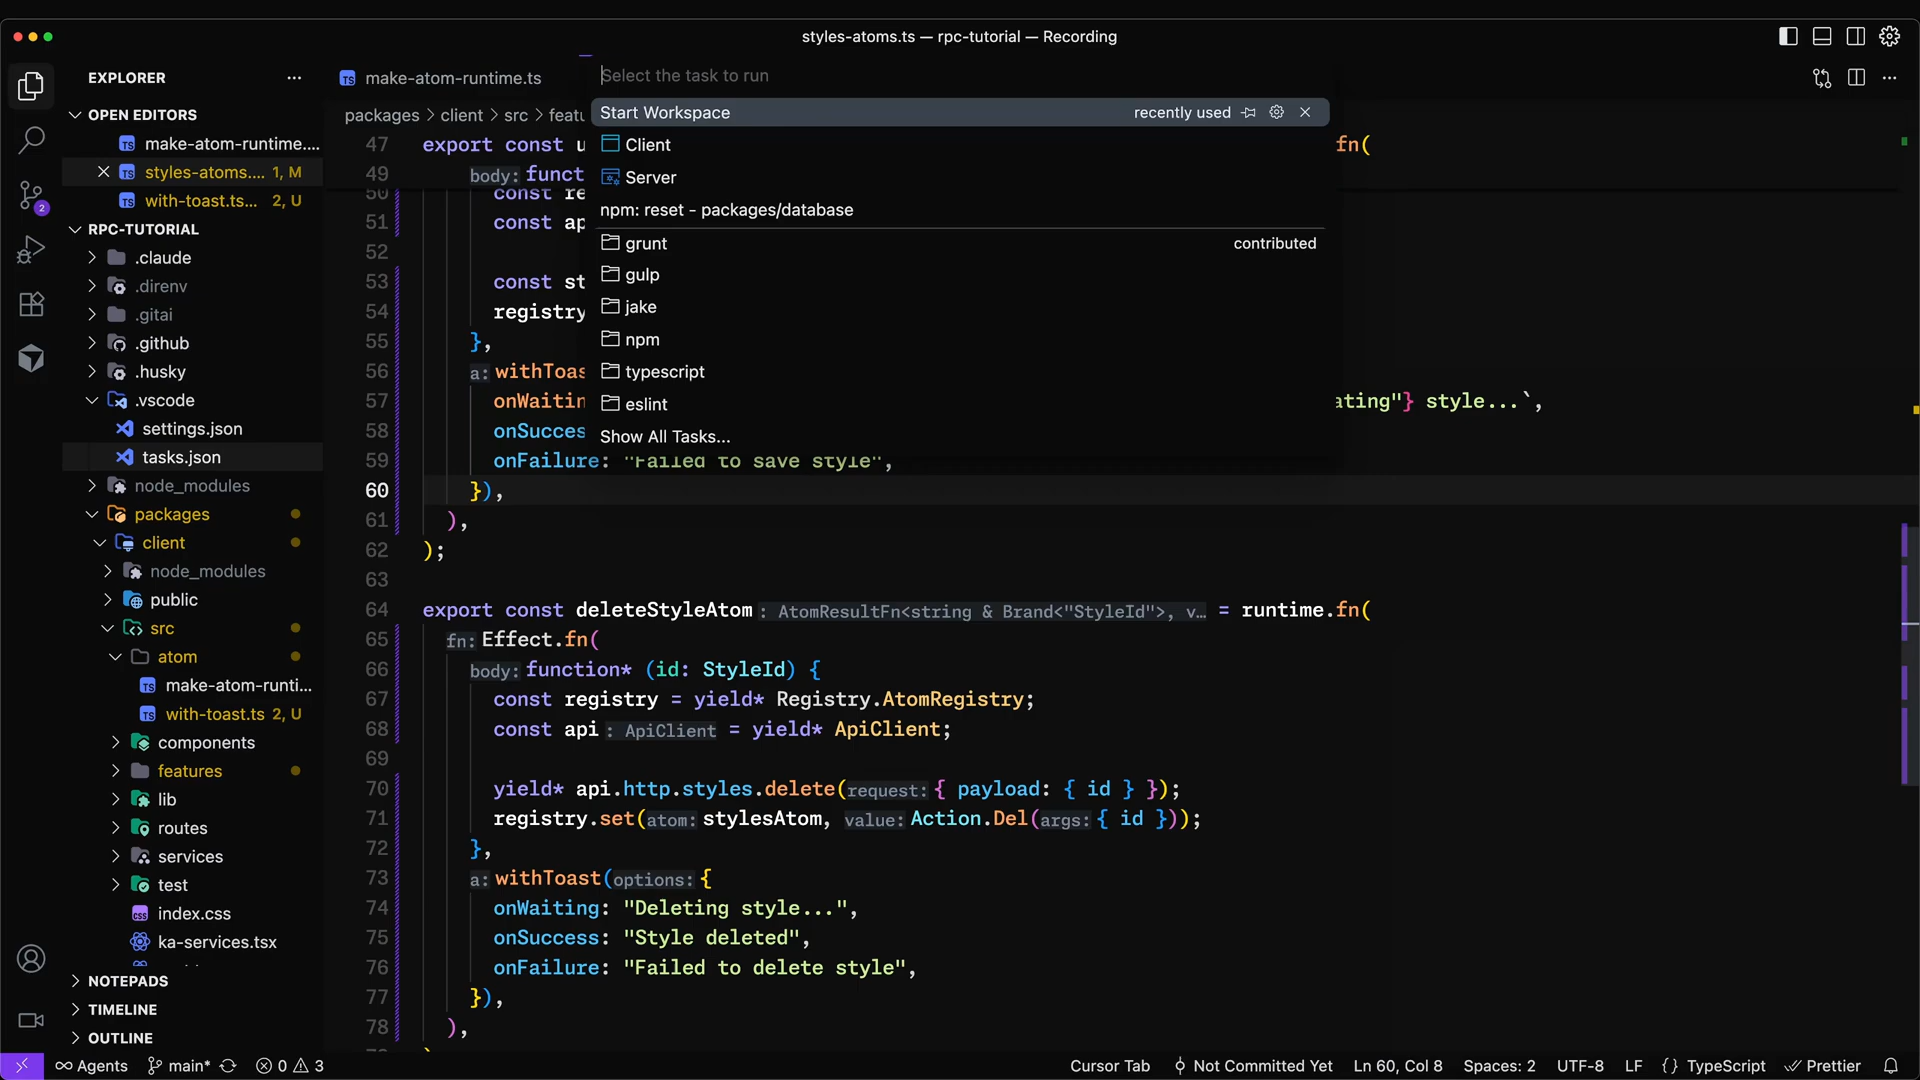 styles-atoms.ts — rpc-tutorial — Recording
EXPLORER
OPEN EDITORS
make-atom-runtime....
styles-atoms.... 1, M
with-toast.ts... 2, U
RPC-TUTORIAL
.claude
.direnv
.gitai
.github
.husky
.vscode
settings.json
tasks.json
node_modules
packages
client
node_modules
public
src
atom
make-atom-runti...
with-toast.ts 2, U
components
features
lib
routes
services
test
index.css
ka-services.tsx
NOTEPADS
TIMELINE
OUTLINE
make-atom-runtime.ts
packages > client > src > featu
Select the task to run
Start Workspace recently used
Client
Server
npm: reset - packages/database
grunt contributed
gulp
jake
npm
typescript
eslint
Show All Tasks...
47 export const u fn(
49 body: funct
50 const re
51 const ap
52
53 const st
54 registry
55 },
56 a: withToas
57 onWaitin ating"} style...`,
58 onSucces
59 onFailure: "Failed to save style",
60 }),
61 ),
62 );
63
64 export const deleteStyleAtom : AtomResultFn<string & Brand<"StyleId">, v… = runtime.fn(
65 fn: Effect.fn(
66 body: function* (id: StyleId) {
67 const registry = yield* Registry.AtomRegistry;
68 const api : ApiClient = yield* ApiClient;
69
70 yield* api.http.styles.delete(request: { payload: { id } });
71 registry.set(atom: stylesAtom, value: Action.Del(args: { id }));
72 },
73 a: withToast(options: {
74 onWaiting: "Deleting style...",
75 onSuccess: "Style deleted",
76 onFailure: "Failed to delete style",
77 }),
78 ),
2
TS
Agents main* 0 3 Cursor Tab Not Committed Yet Ln 60, Col 8 Spaces: 2 UTF-8 LF {} TypeScript Prettier